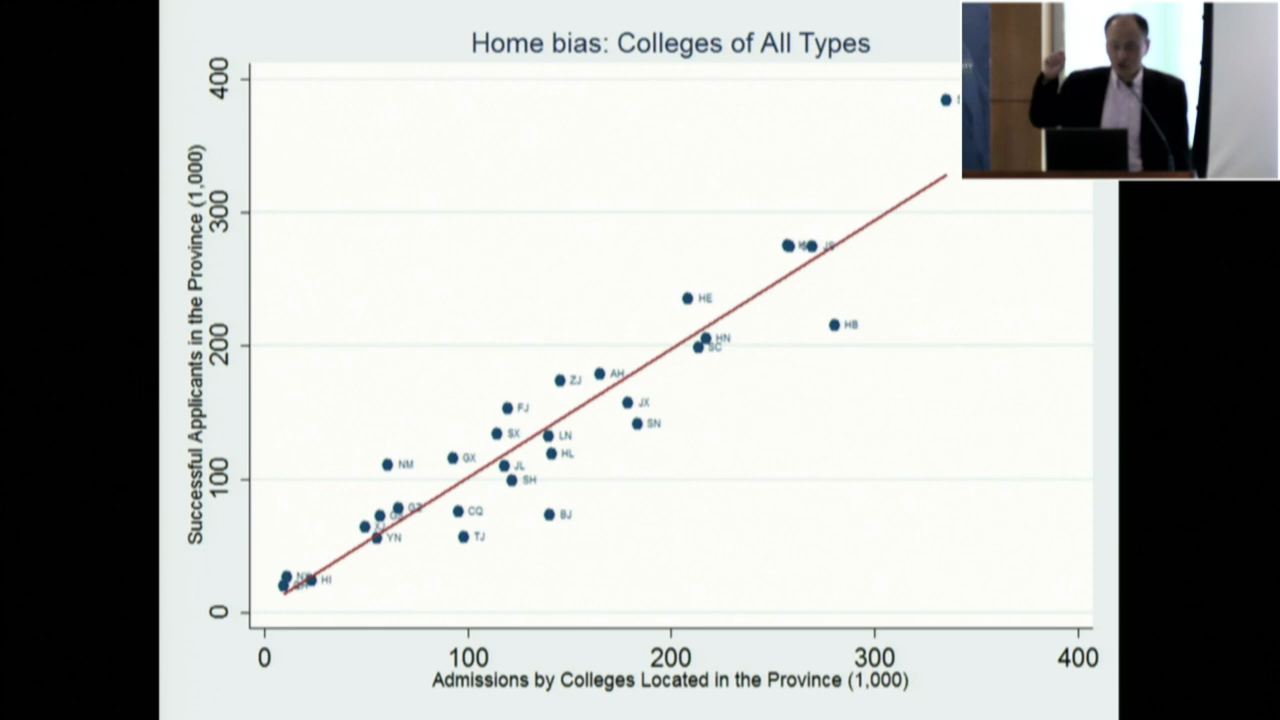 Home bias: Colleges of All Types
Successful Applicants in the Province (1,000)
400
300
200
100
0
JS
HE
HB
HN
SC
ZJ
AH
JX
FJ
SN
SX
LN
HL
NM
GX
JL
SH
GZ
CQ
BJ
YN
TJ
HI
0 100 200 300 400
Admissions by Colleges Located in the Province (1,000)